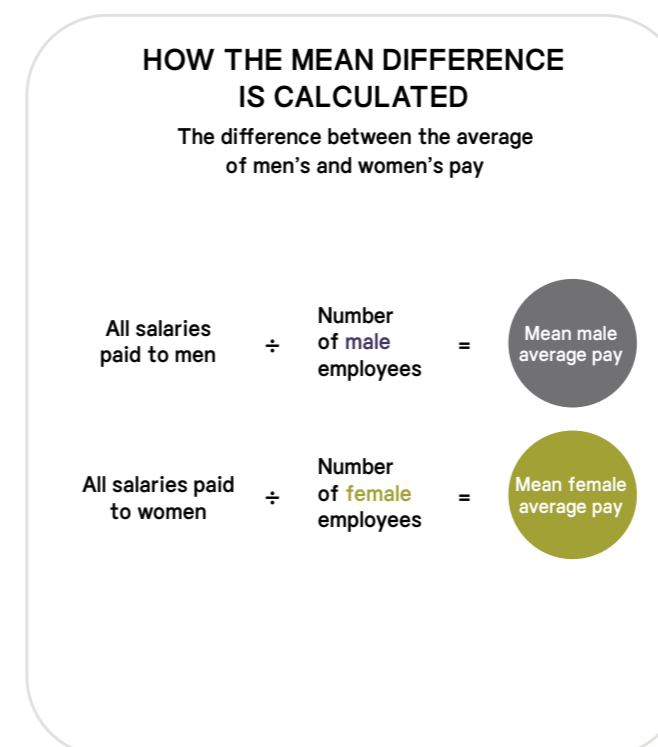 HOW THE MEAN DIFFERENCE
IS CALCULATED
The difference between the average
of men's and women's pay
All salaries
paid to men
÷
Number
of male
employees
=
Mean male
average pay
All salaries paid
to women
÷
Number
of female
employees
=
Mean female
average pay